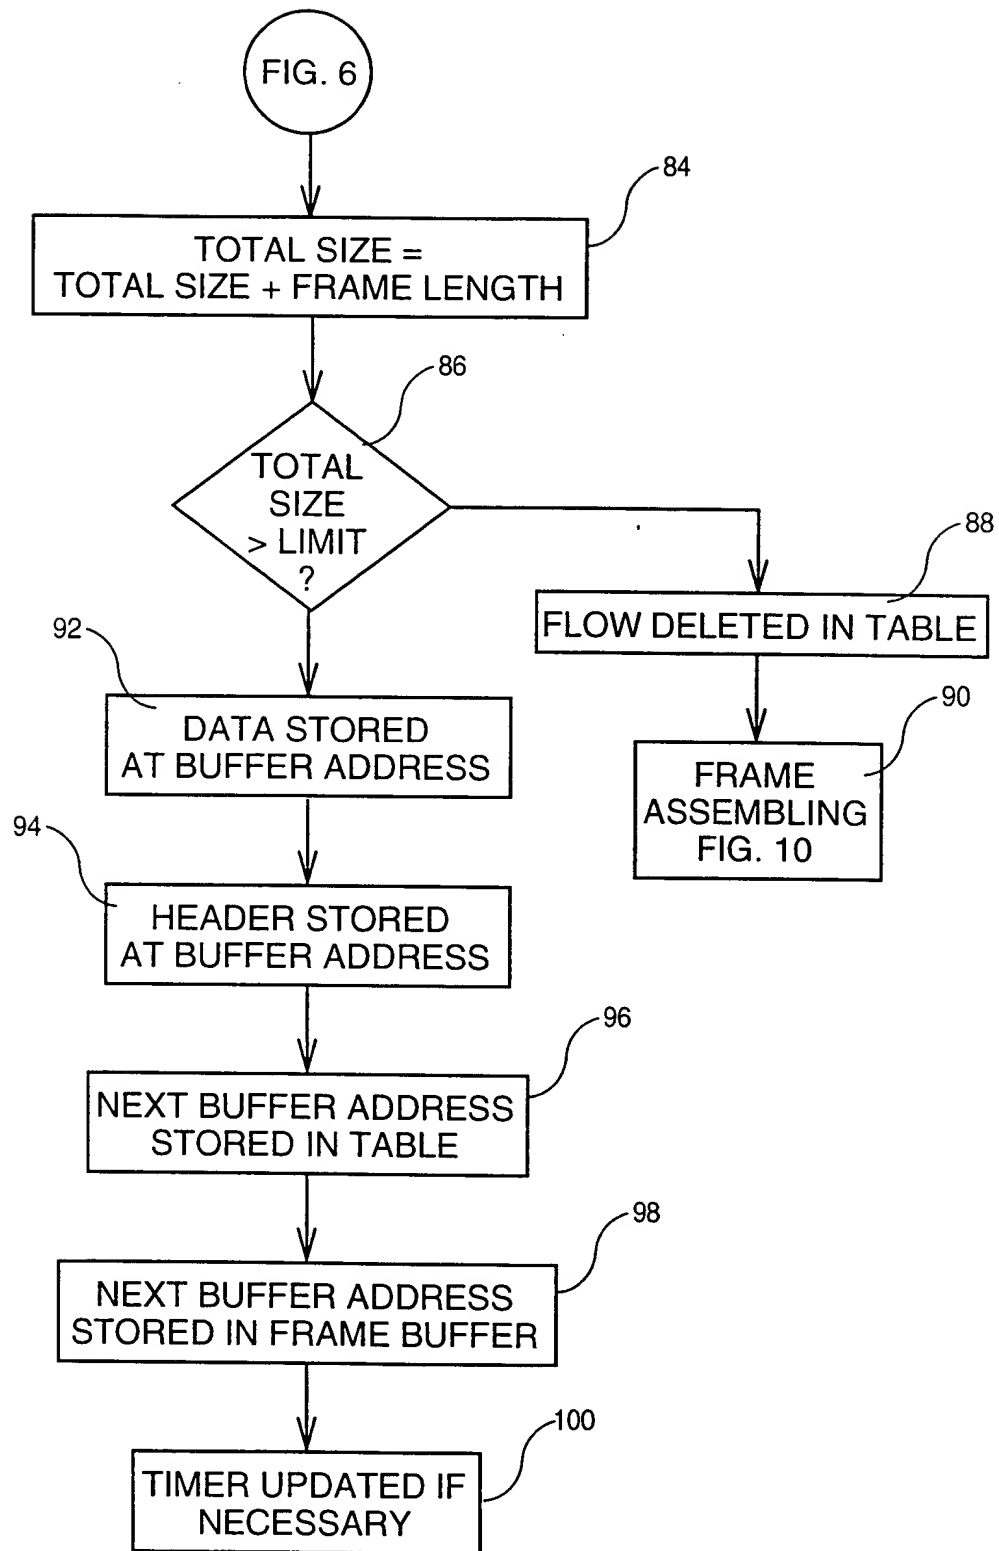 FIG. 6
84
TOTAL SIZE =
TOTAL SIZE + FRAME LENGTH
86
TOTAL
SIZE
> LIMIT
?
88
FLOW DELETED IN TABLE
90
FRAME
ASSEMBLING
FIG. 10
92
DATA STORED
AT BUFFER ADDRESS
94
HEADER STORED
AT BUFFER ADDRESS
96
NEXT BUFFER ADDRESS
STORED IN TABLE
98
NEXT BUFFER ADDRESS
STORED IN FRAME BUFFER
100
TIMER UPDATED IF
NECESSARY